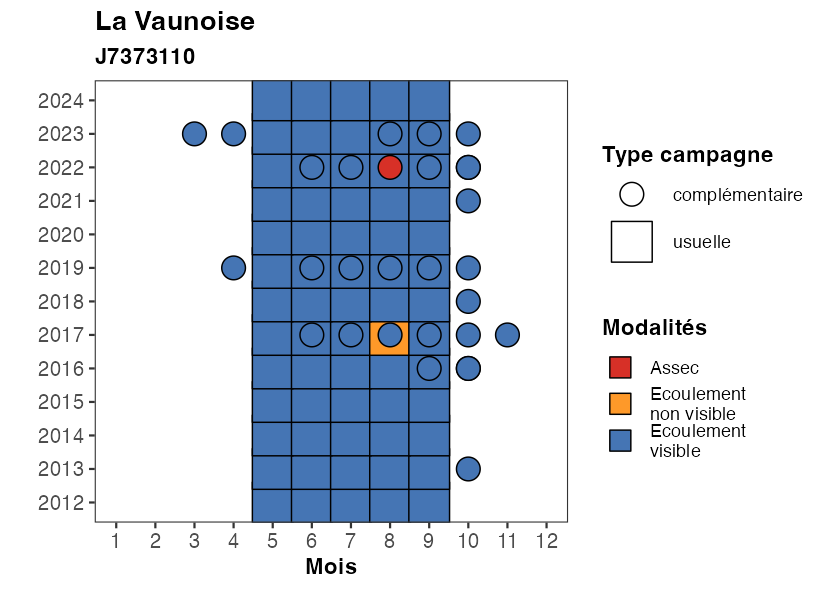 La Vaunoise
J7373110
2024
2023
2022
2021
2020
2019
2018
2017
2016
2015
2014
2013
2012
1 2 3 4 5 6 7 8 9 10 11 12
Mois
Type campagne
complémentaire
usuelle
Modalités
Assec
Ecoulement
non visible
Ecoulement
visible